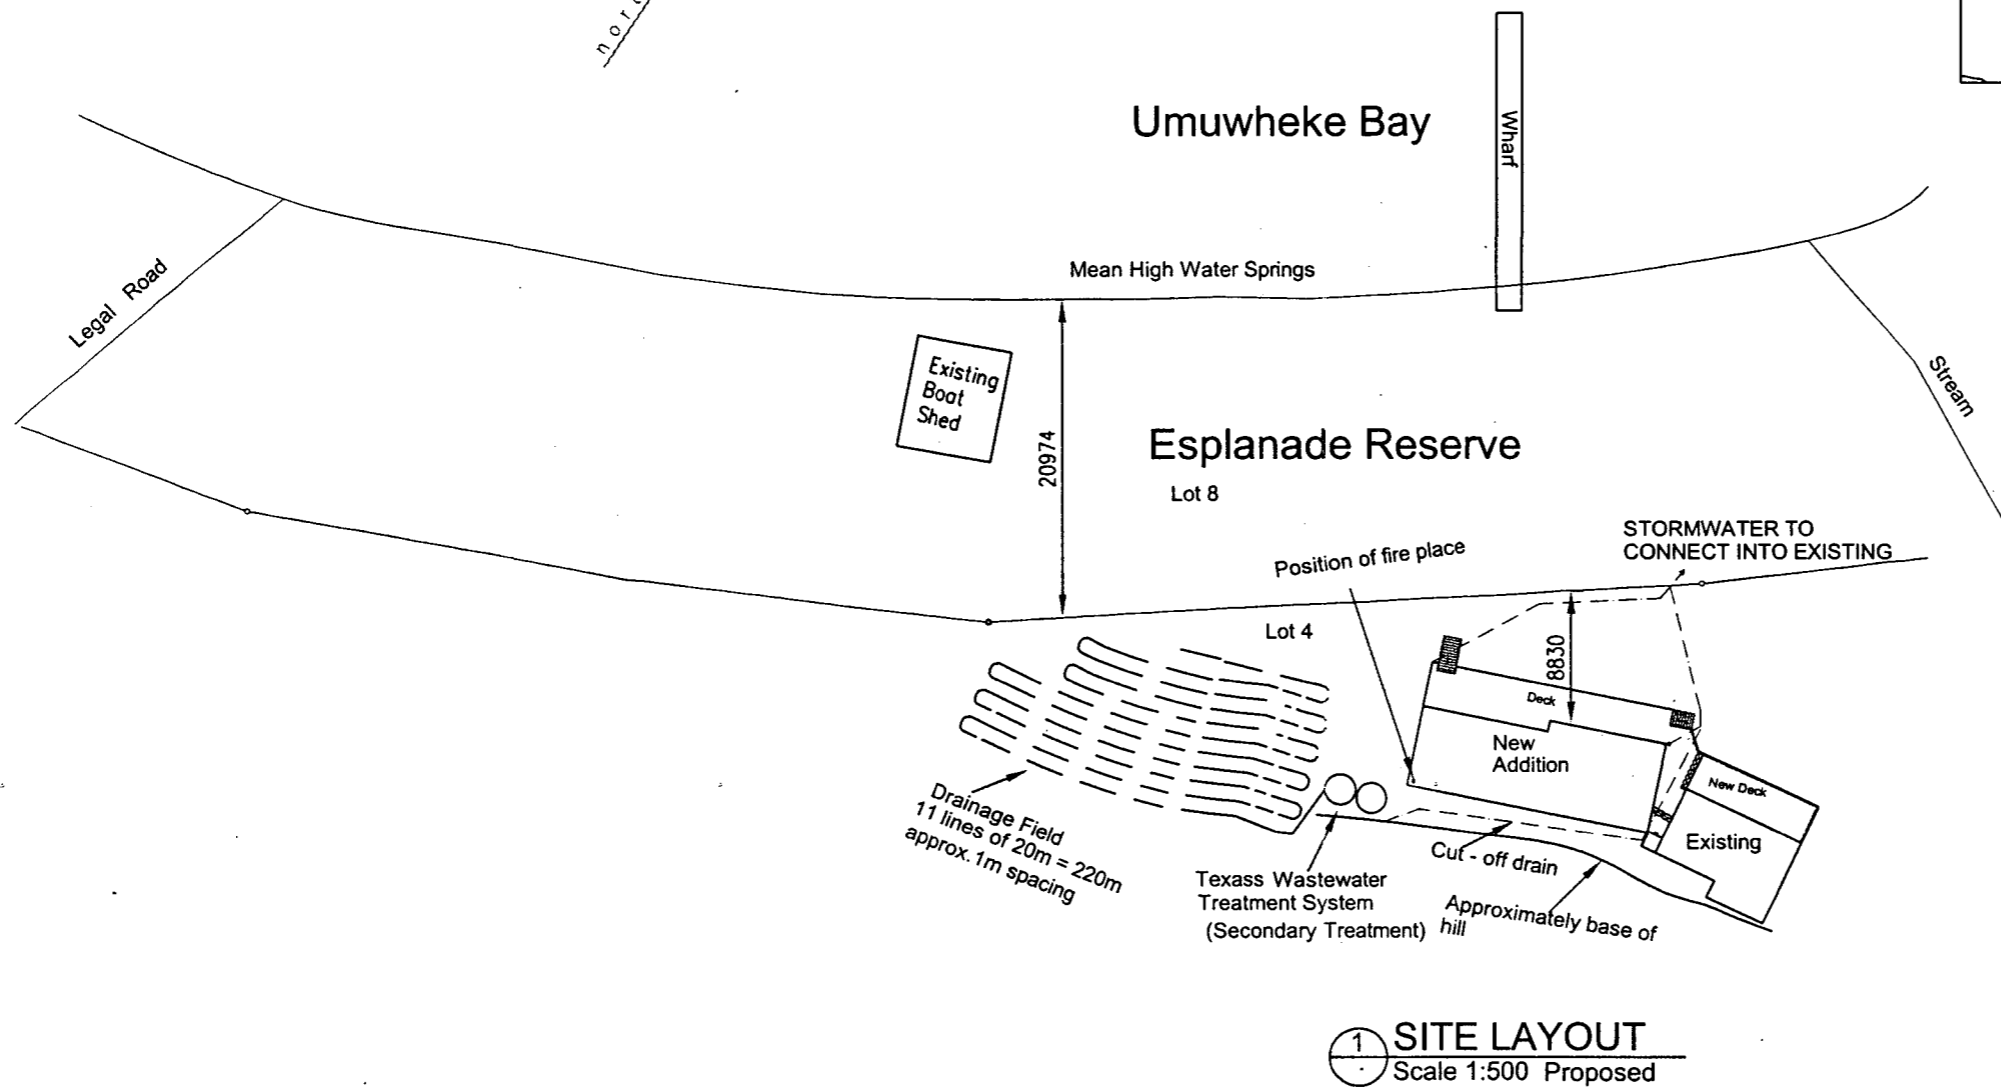 nor
Umuwheke Bay
Wharf
Mean High Water Springs
Legal Road
Existing
Boat
Shed
20974
Esplanade Reserve
Lot 8
Stream
STORMWATER TO
CONNECT INTO EXISTING
Position of fire place
Lot 4
8830
Deck
New
Addition
New Deck
Existing
Drainage Field
11 lines of 20m = 220m
approx. 1m spacing
Cut - off drain
Texass Wastewater
Treatment System
(Secondary Treatment)
Approximately base of
hill
1
SITE LAYOUT
Scale 1:500 Proposed